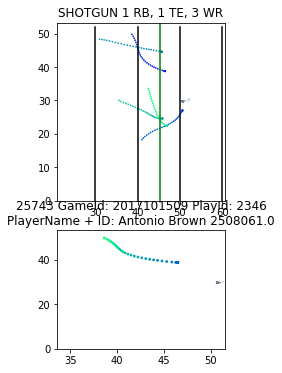 SHOTGUN 1 RB, 1 TE, 3 WR
50
40
30
20
10
0
30 40 50 60
25743 GameId: 2017101509 PlayId: 2346
PlayerName + ID: Antonio Brown 2508061.0
40
20
0
35 40 45 50